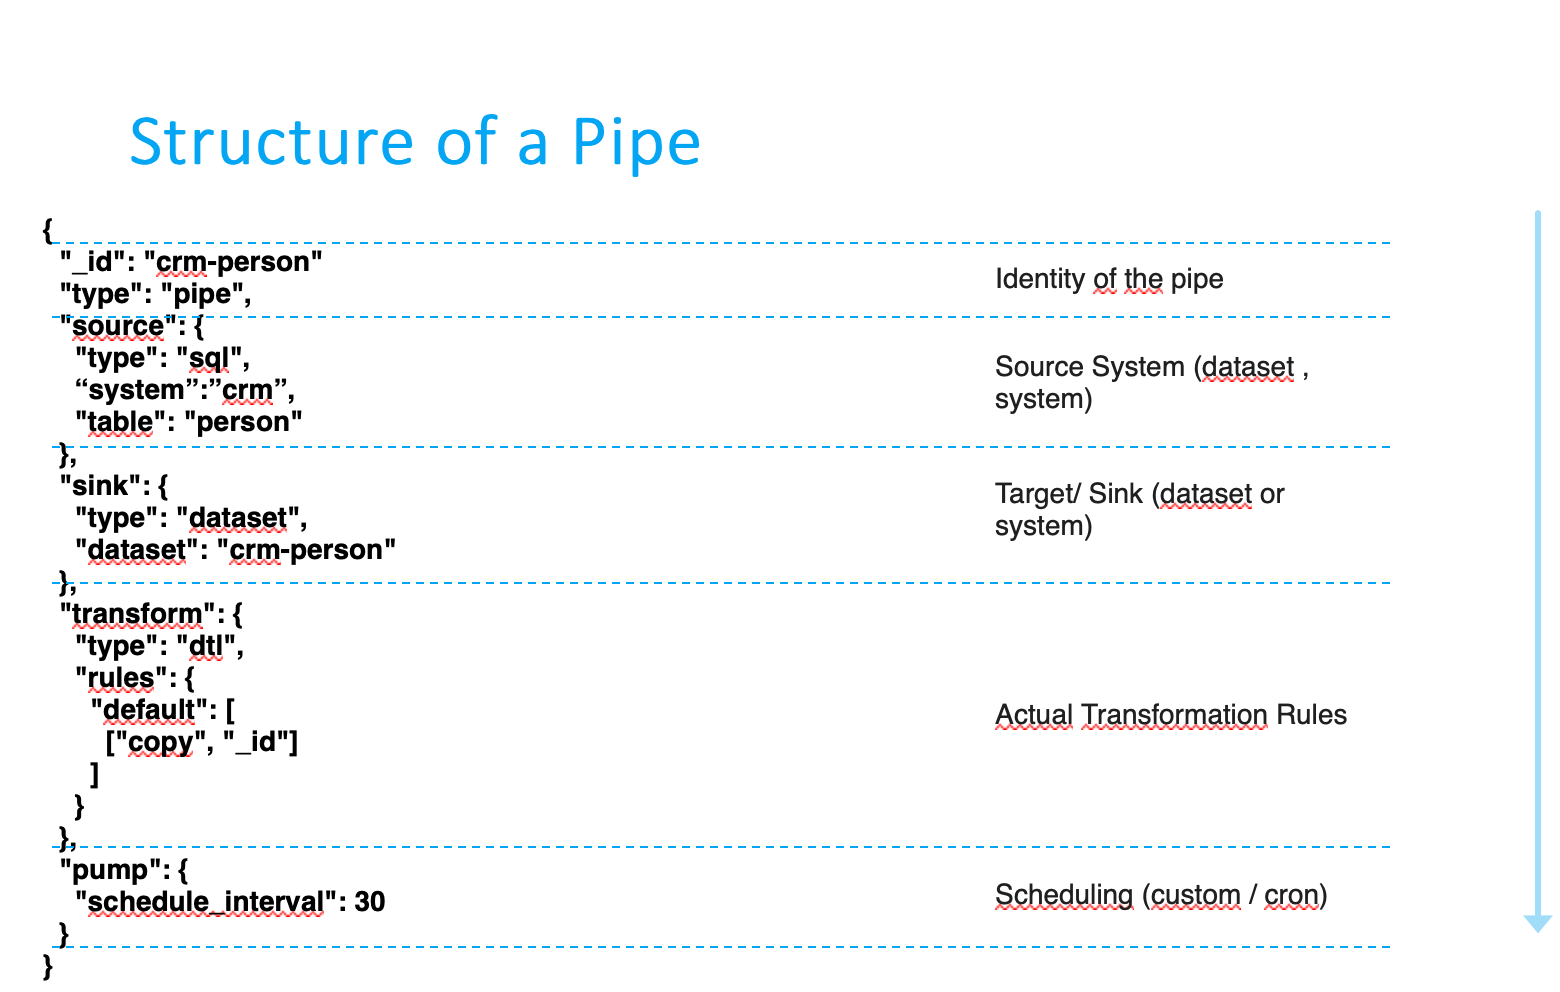 Structure of a Pipe
{
"_id": "crm-person"
"type": "pipe",
Identity of the pipe
"source": {
"type": "sql",
“system”:”crm”,
"table": "person"
},
Source System (dataset ,
system)
"sink": {
"type": "dataset",
"dataset": "crm-person"
},
Target/ Sink (dataset or
system)
"transform": {
"type": "dtl",
"rules": {
"default": [
["copy", "_id"]
]
}
},
Actual Transformation Rules
"pump": {
"schedule_interval": 30
}
Scheduling (custom / cron)
}